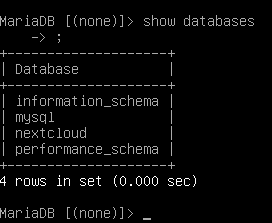 MariaDB [(none)]> show databases
    -> ;
+--------------------+
| Database           |
+--------------------+
| information_schema |
| mysql              |
| nextcloud          |
| performance_schema |
+--------------------+
4 rows in set (0.000 sec)
MariaDB [(none)]> _